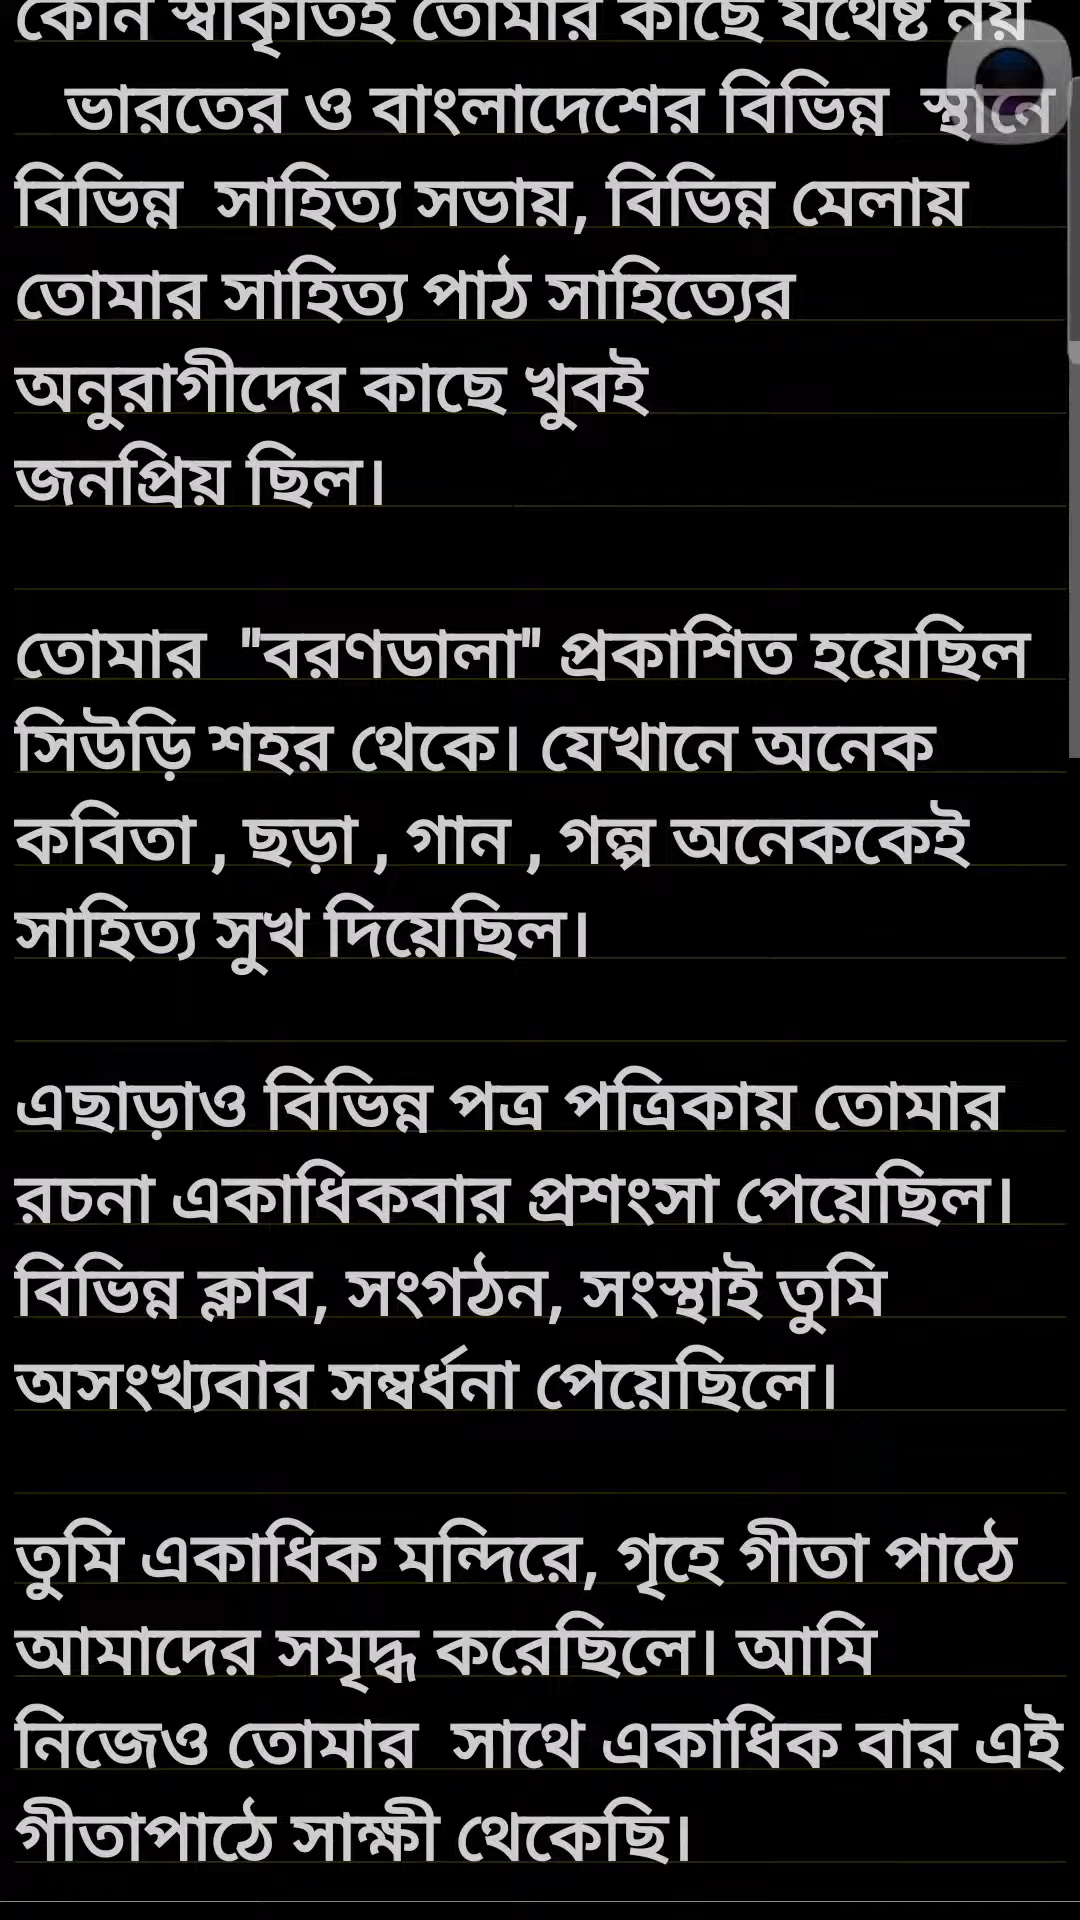 কোন স্বীকৃতিই তোমার কাছে যথেষ্ট নয়
ভারতের ও বাংলাদেশের বিভিন্ন স্থানে
বিভিন্ন সাহিত্য সভায়, বিভিন্ন মেলায়
তোমার সাহিত্য পাঠ সাহিত্যের
অনুরাগীদের কাছে খুবই
জনপ্রিয় ছিল।
তোমার "বরণডালা" প্রকাশিত হয়েছিল
সিউড়ি শহর থেকে। যেখানে অনেক
কবিতা , ছড়া , গান , গল্প অনেককেই
সাহিত্য সুখ দিয়েছিল।
এছাড়াও বিভিন্ন পত্র পত্রিকায় তোমার
রচনা একাধিকবার প্রশংসা পেয়েছিল।
বিভিন্ন ক্লাব, সংগঠন, সংস্থাই তুমি
অসংখ্যবার সম্বর্ধনা পেয়েছিলে।
তুমি একাধিক মন্দিরে, গৃহে গীতা পাঠে
আমাদের সমৃদ্ধ করেছিলে। আমি
নিজেও তোমার সাথে একাধিক বার এই
গীতাপাঠে সাক্ষী থেকেছি।